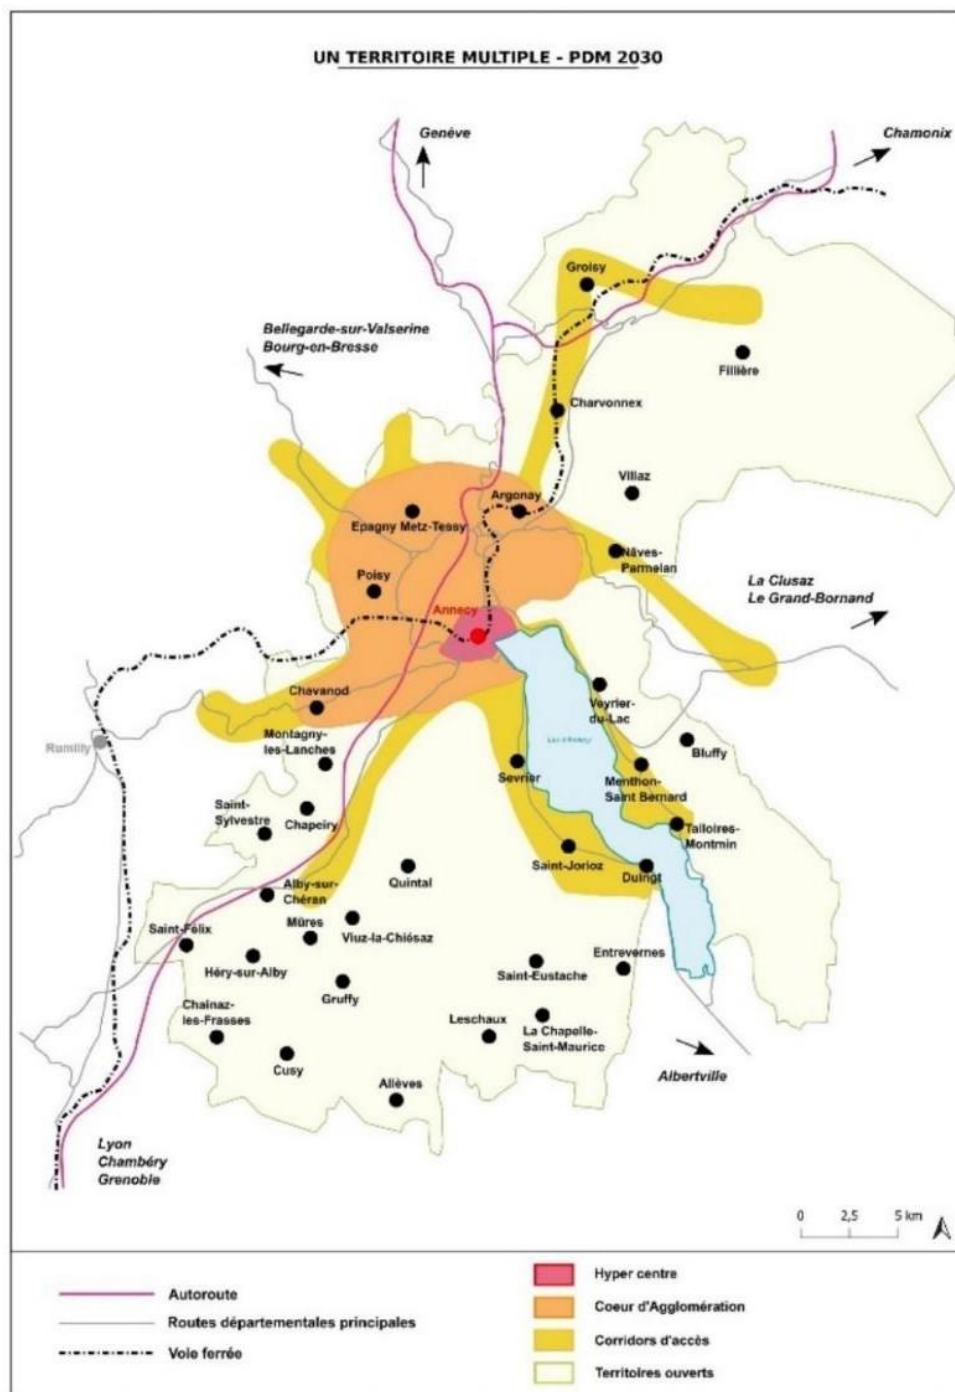 UN TERRITOIRE MULTIPLE - PDM 2030
Genève
Chamonix
Groisy
Bellegarde-sur-Valserine
Bourg-en-Bresse
Fillière
Charvonnex
Villaz
Argonay
Epagny Metz-Tessy
Nâves-
Parmelan
Poisy
La Clusaz
Le Grand-Bornand
Annecy
Chavanod
Veyrier-
du-Lac
Montagny-
les-Lanches
Rumilly
Bluffy
Lac d'Annecy
Sevrier
Menthon-
Saint Bernard
Saint-
Sylvestre
Chapeiry
Talloires-
Montmin
Saint-Jorioz
Duingt
Quintal
Alby-sur-
Chéran
Saint-Félix
Mûres
Viuz-la-Chiésaz
Entrevernes
Héry-sur-Alby
Saint-Eustache
Gruffy
Chainaz-
les-Frasses
Leschaux
La Chapelle-
Saint-Maurice
Cusy
Albertville
Allèves
Lyon
Chambéry
Grenoble
0 2,5 5 km
Autoroute
Routes départementales principales
Voie ferrée
Hyper centre
Coeur d'Agglomération
Corridors d'accès
Territoires ouverts